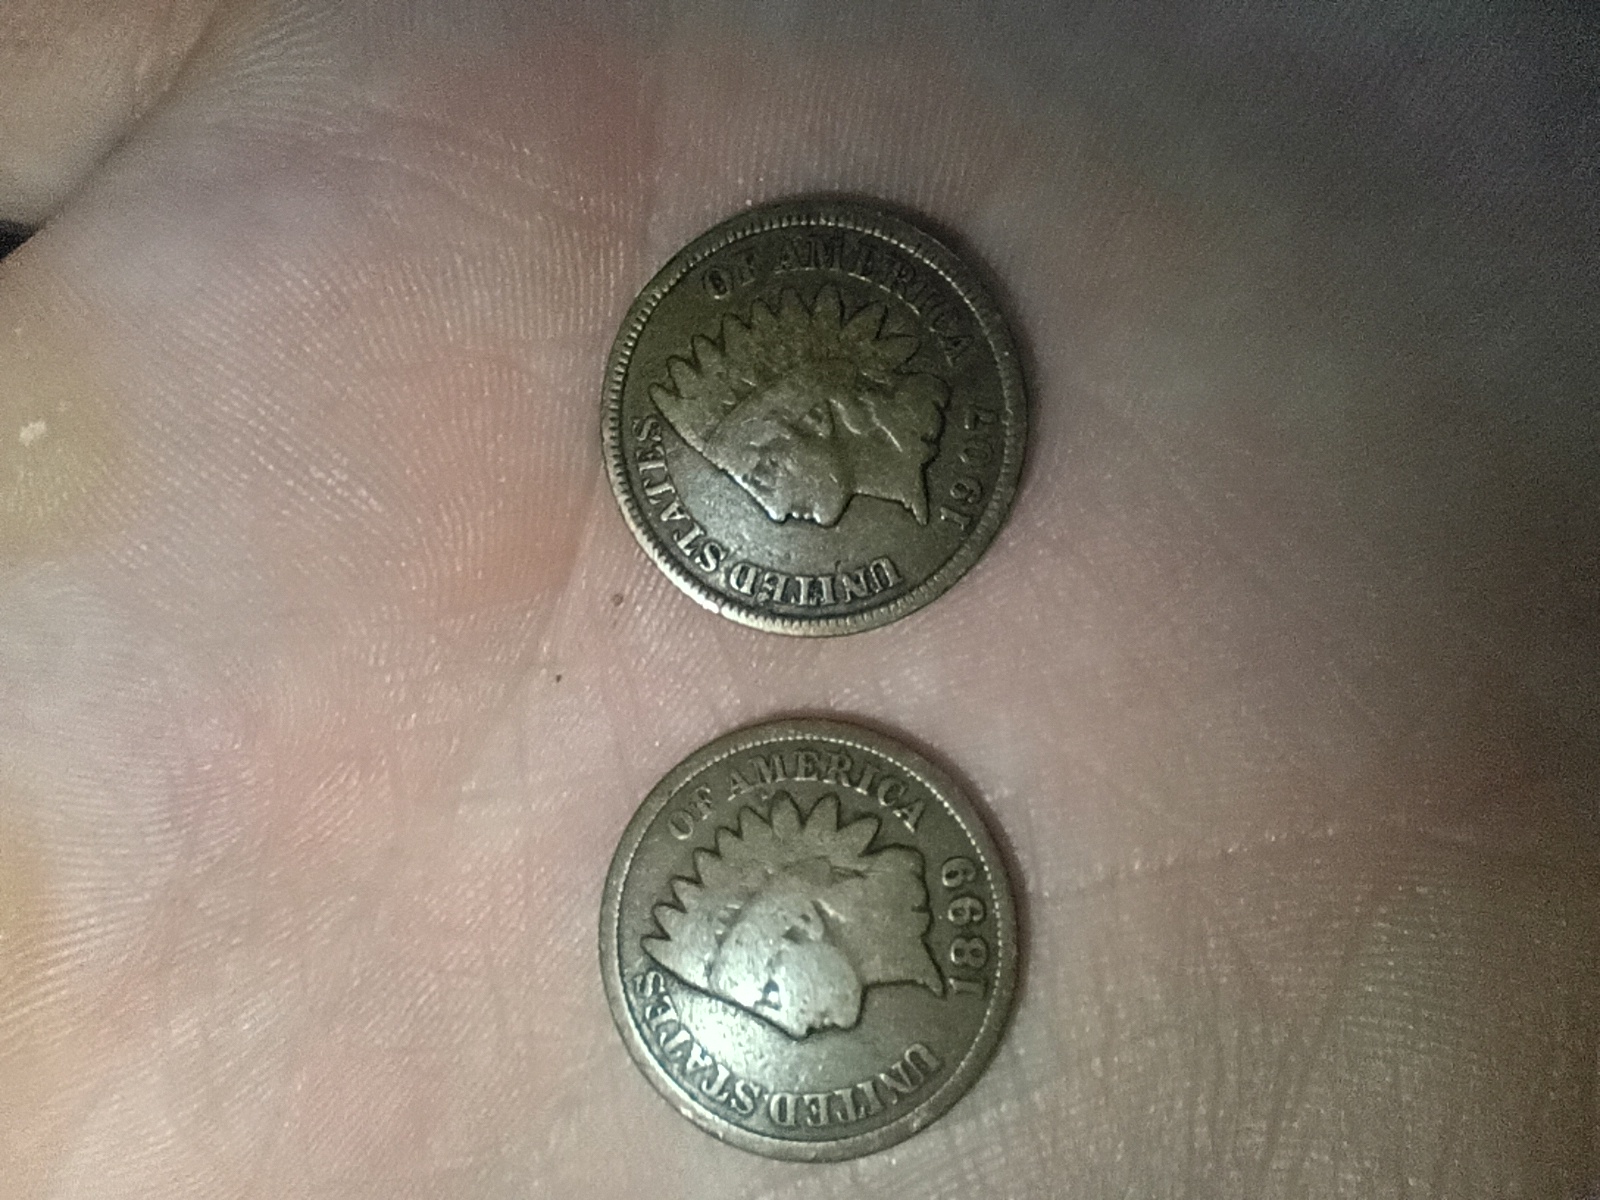 UNITED STATES OF AMERICA
1907
UNITED STATES OF AMERICA
1899